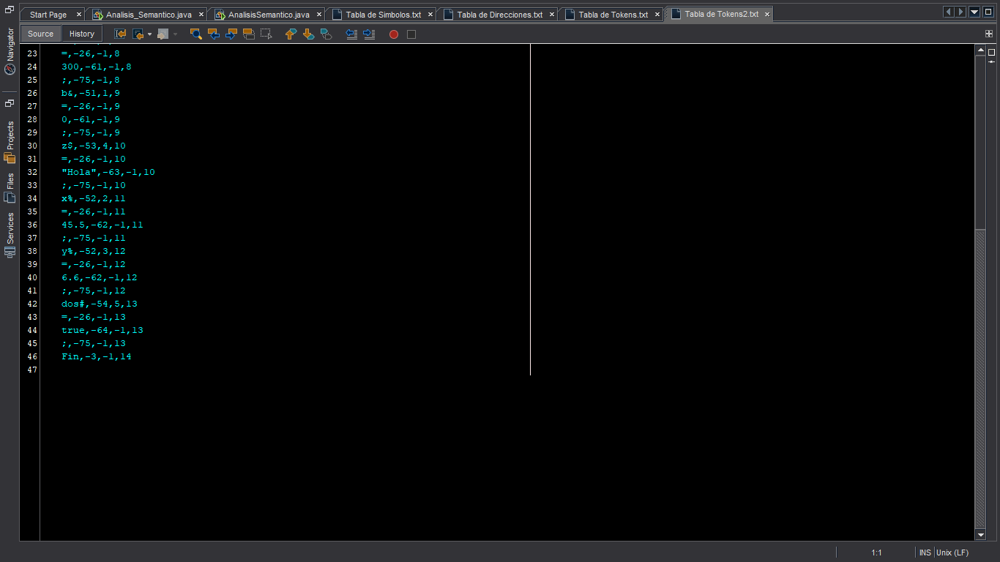 Start Page
Analisis_Semantico.java
AnalisisSemantico.java
Tabla de Simbolos.txt
Tabla de Direcciones.txt
Tabla de Tokens.txt
Tabla de Tokens2.txt
Source
History
Navigator
Projects
Files
Services
23 =,-26,-1,8
24 300,-61,-1,8
25 ;,-75,-1,8
26 b&,-51,1,9
27 =,-26,-1,9
28 0,-61,-1,9
29 ;,-75,-1,9
30 z$,-53,4,10
31 =,-26,-1,10
32 "Hola",-63,-1,10
33 ;,-75,-1,10
34 x%,-52,2,11
35 =,-26,-1,11
36 45.5,-62,-1,11
37 ;,-75,-1,11
38 y%,-52,3,12
39 =,-26,-1,12
40 6.6,-62,-1,12
41 ;,-75,-1,12
42 dos#,-54,5,13
43 =,-26,-1,13
44 true,-64,-1,13
45 ;,-75,-1,13
46 Fin,-3,-1,14
47
1:1
INS
Unix (LF)